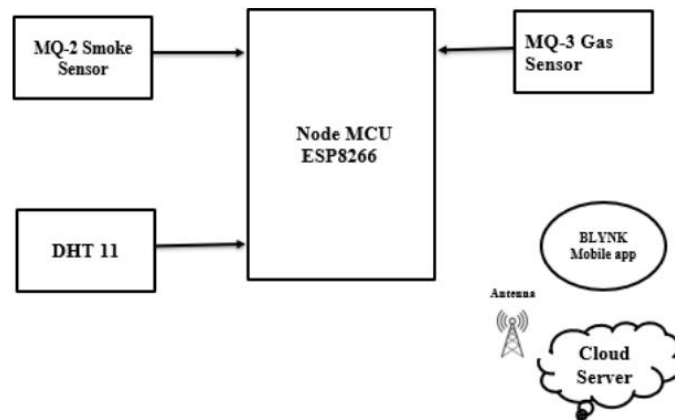 MQ-2 Smoke
Sensor
MQ-3 Gas
Sensor
Node MCU
ESP8266
DHT 11
BLYNK
Mobile app
Antenna
Cloud
Server